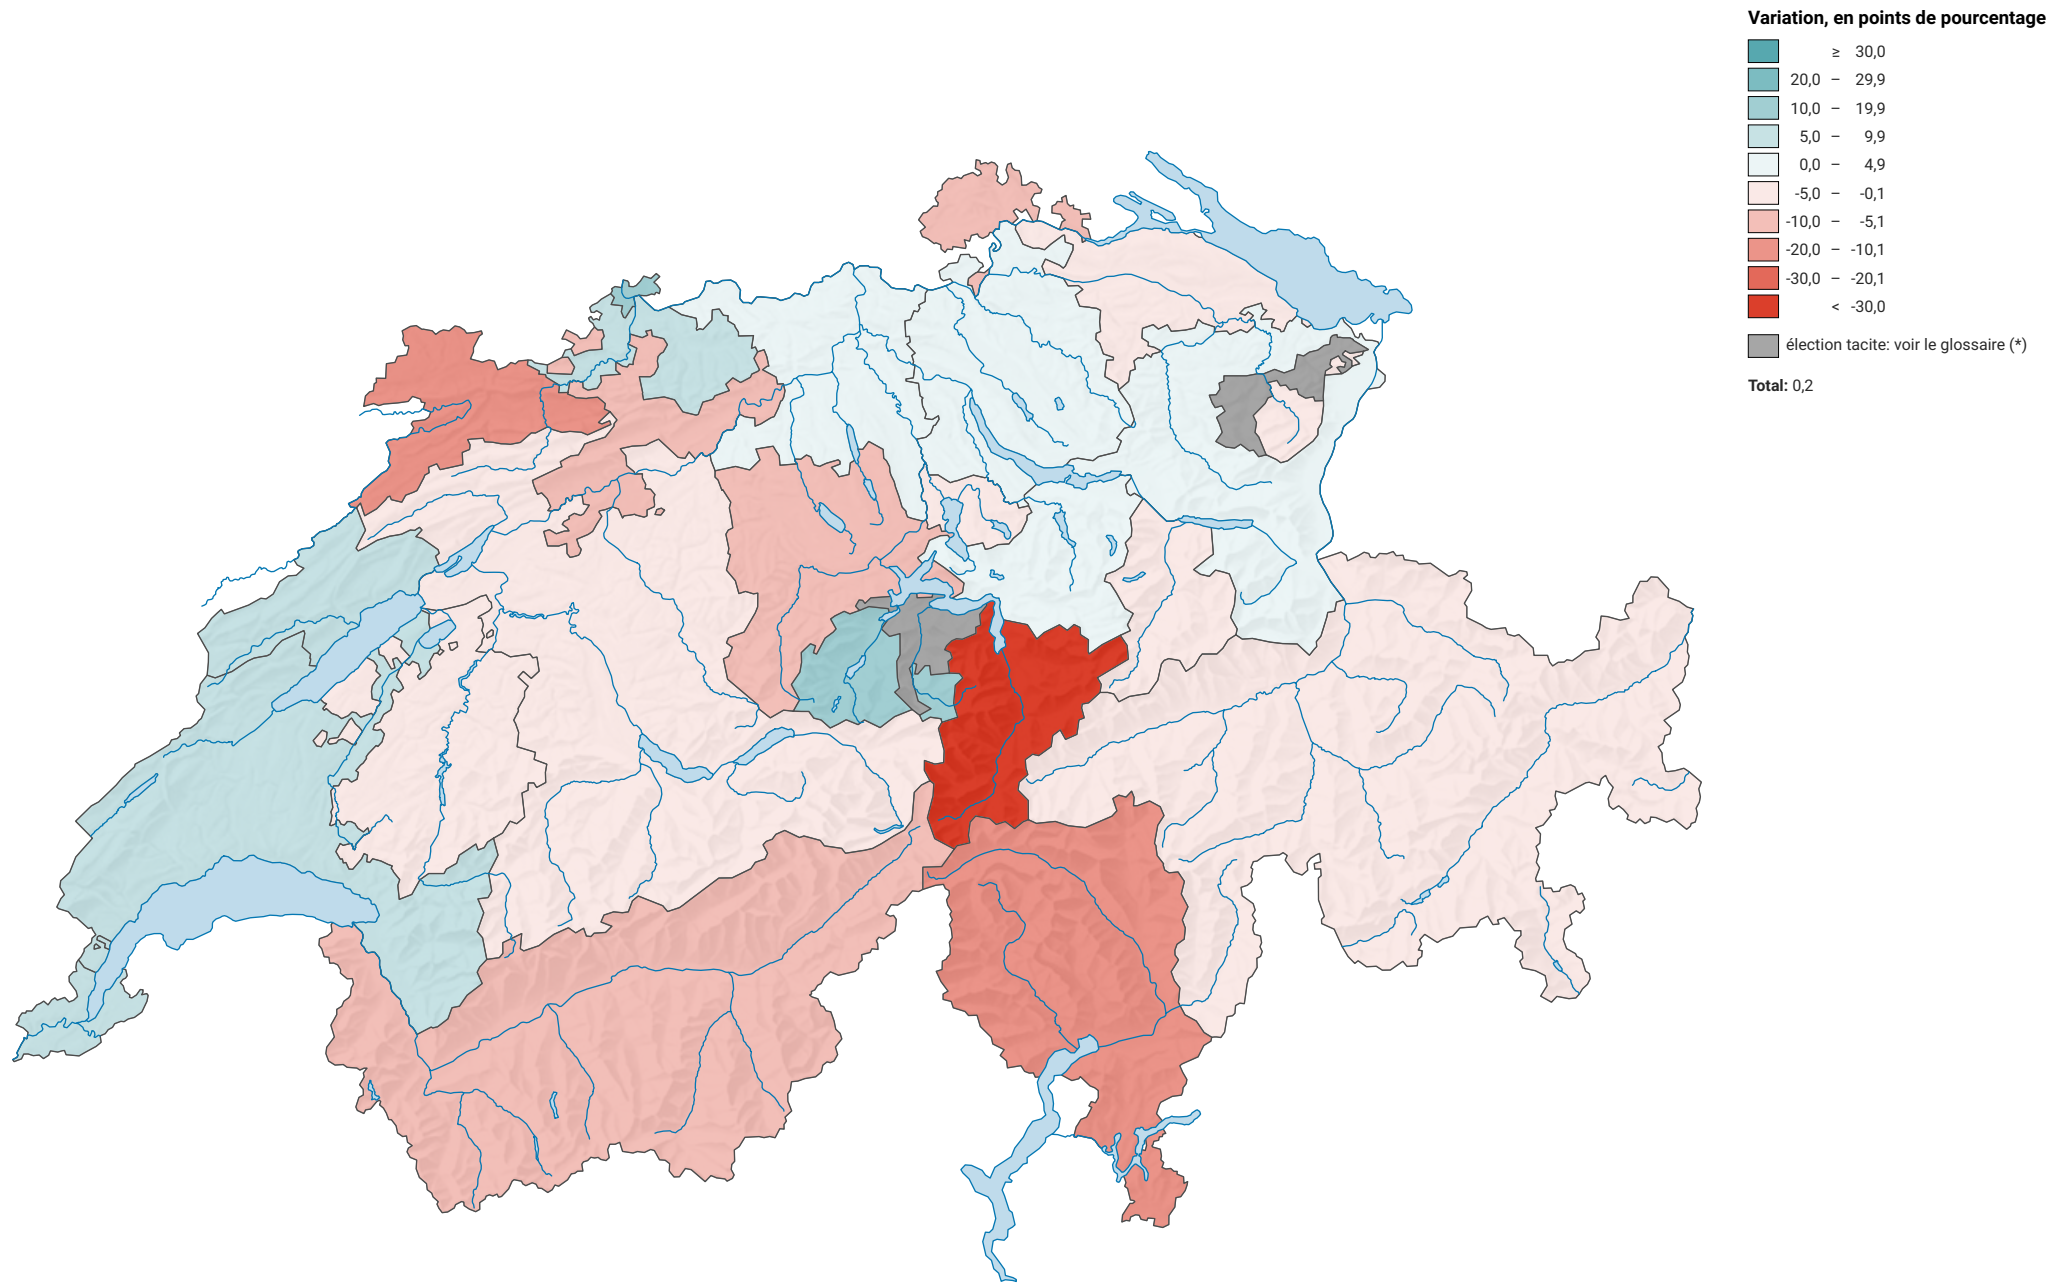 Variation, en points de pourcentage
≥ 30,0
20,0 – 29,9
10,0 – 19,9
5,0 – 9,9
0,0 – 4,9
-5,0 – -0,1
-10,0 – -5,1
-20,0 – -10,1
-30,0 – -20,1
< -30,0
élection tacite: voir le glossaire (*)
Total: 0,2